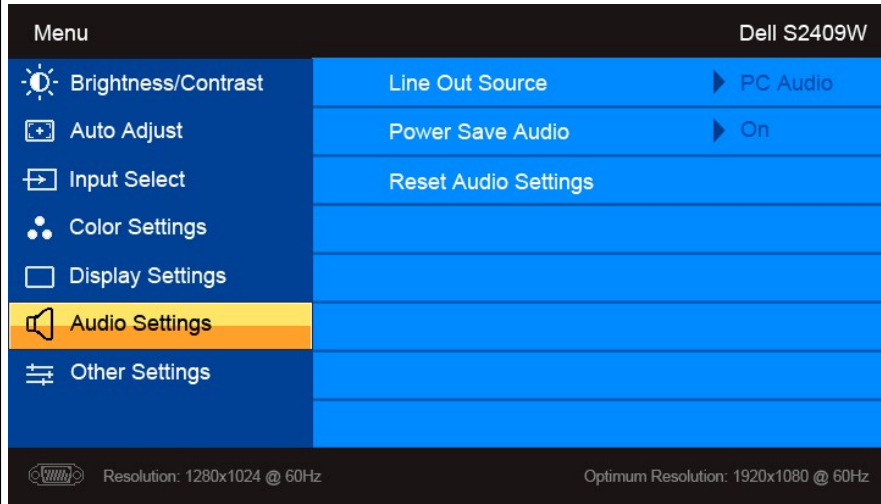 Menu Dell S2409W
Brightness/Contrast Line Out Source PC Audio
Auto Adjust Power Save Audio On
Input Select Reset Audio Settings
Color Settings
Display Settings
Audio Settings
Other Settings
Resolution: 1280x1024 @ 60Hz Optimum Resolution: 1920x1080 @ 60Hz